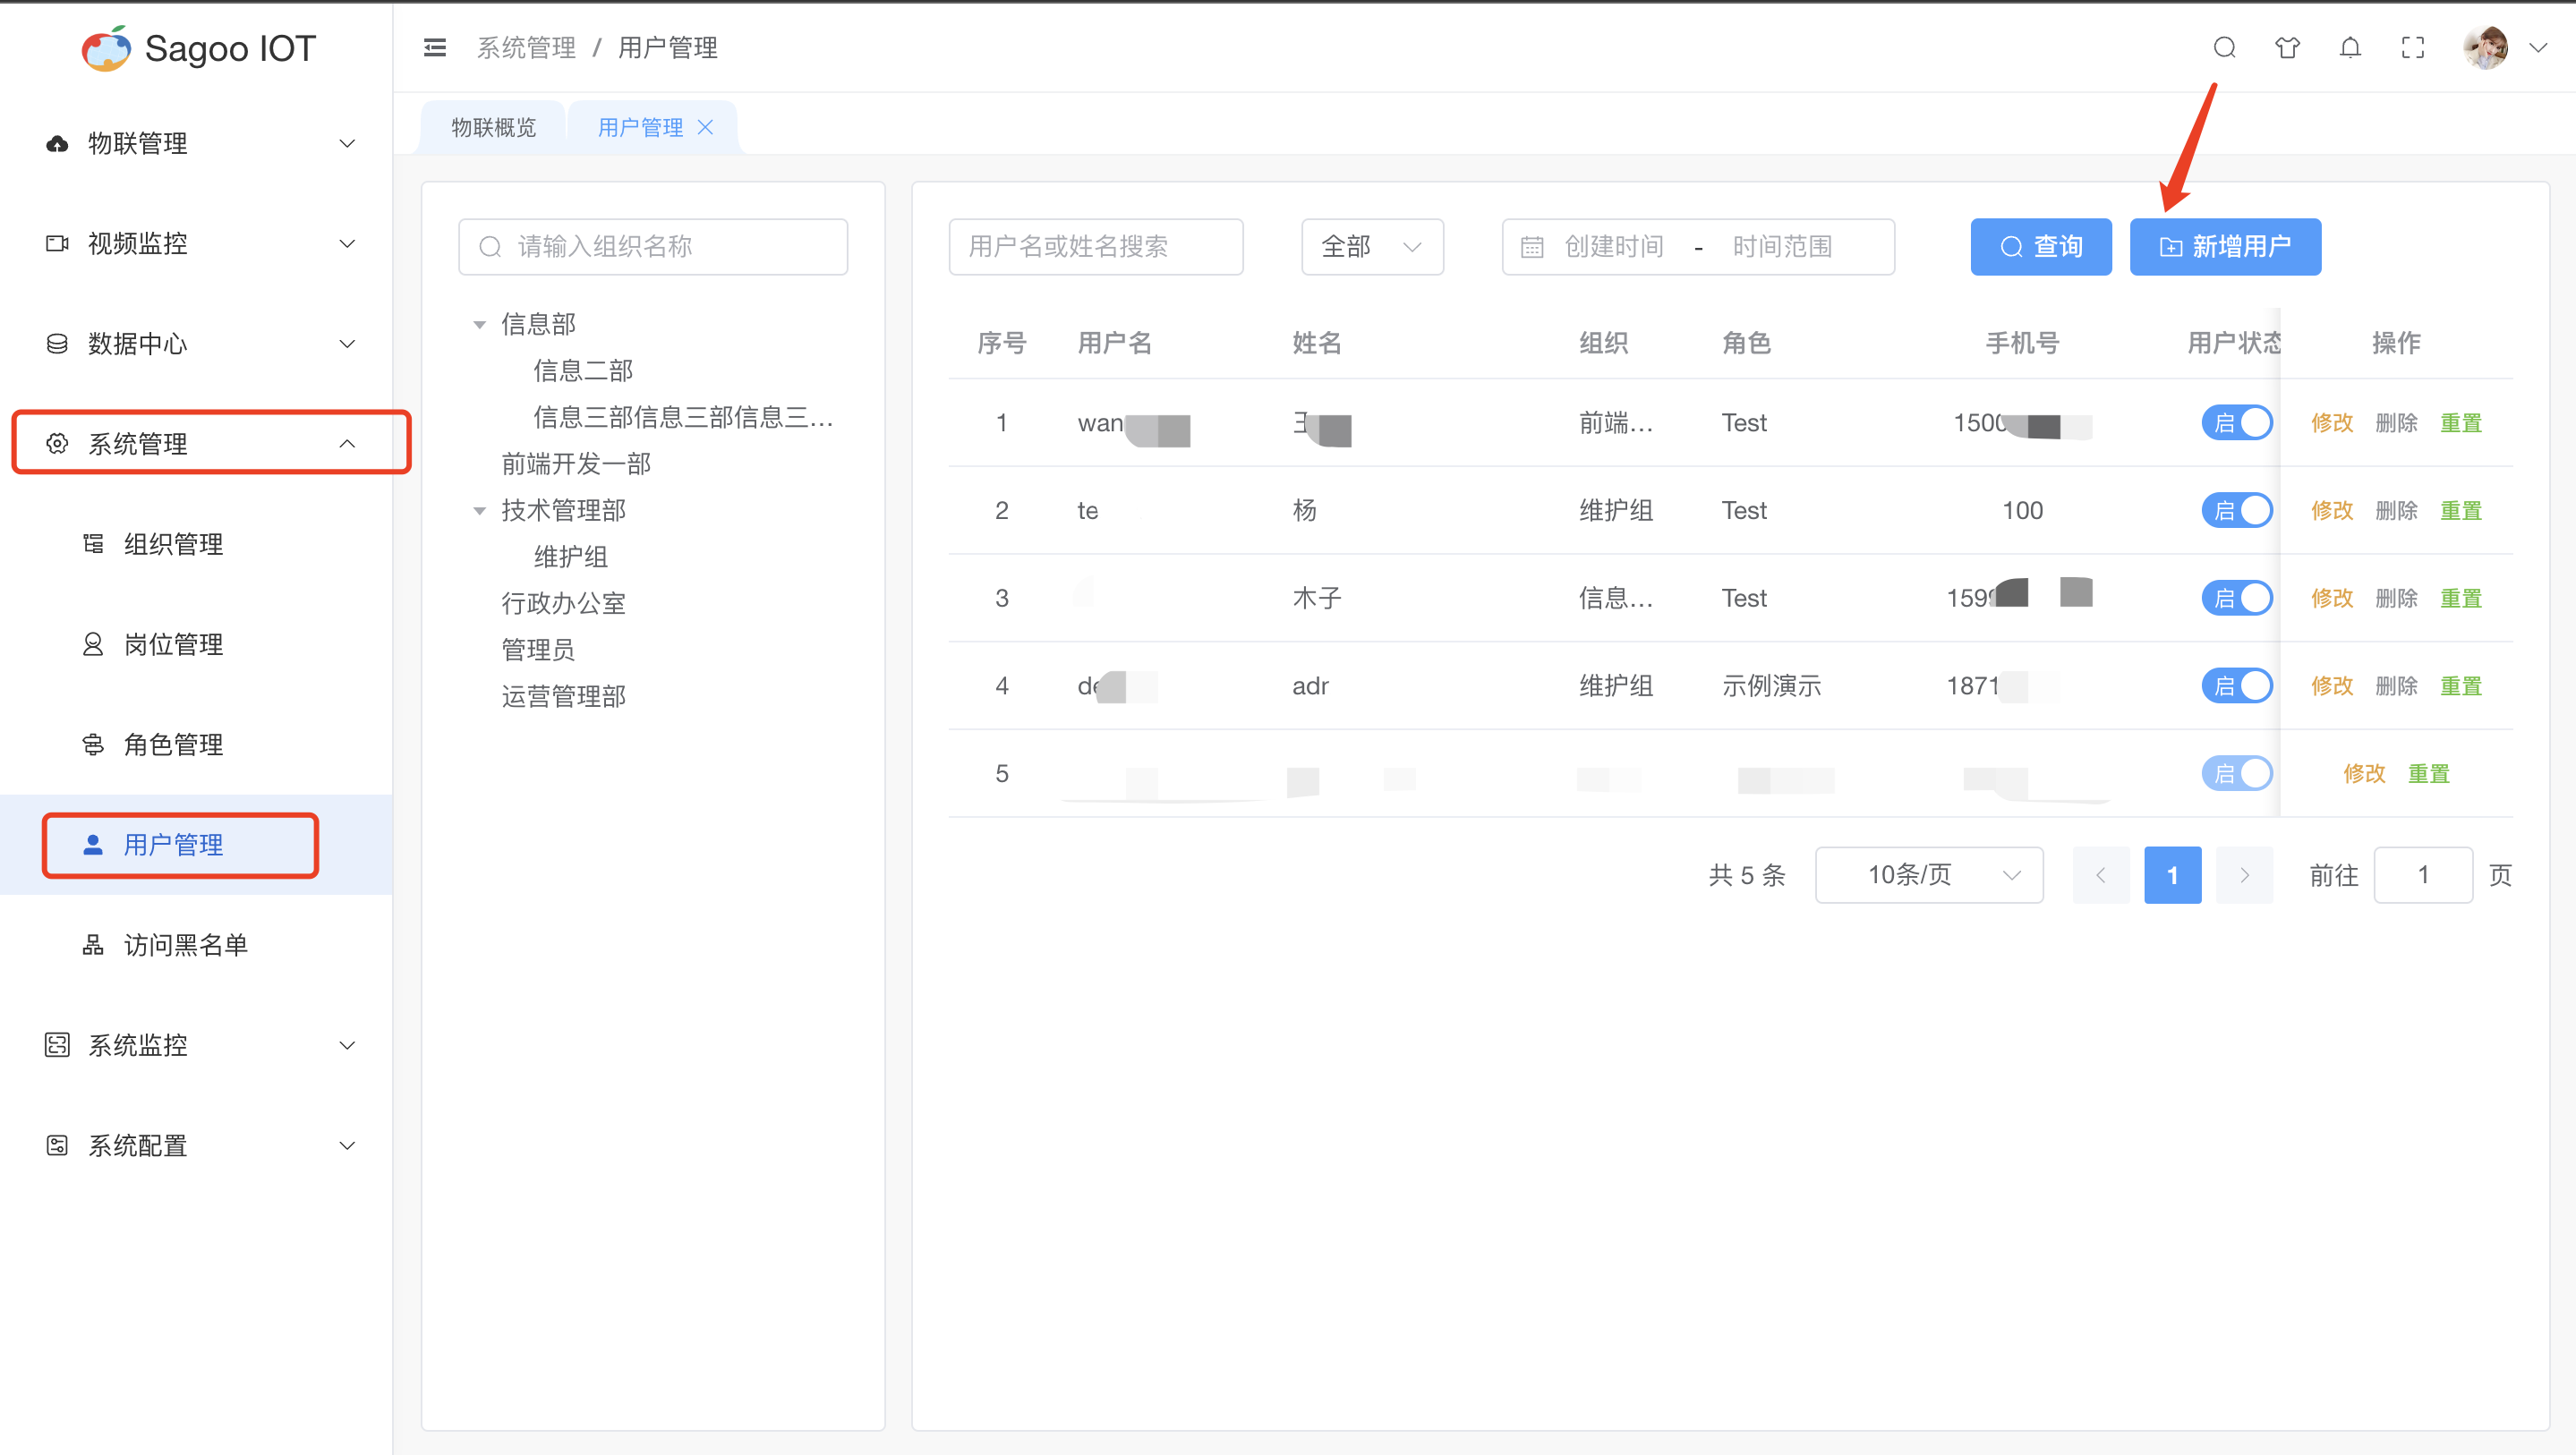 Sagoo IOT
系统管理 / 用户管理
物联概览
用户管理
物联管理
视频监控
数据中心
系统管理
组织管理
岗位管理
角色管理
用户管理
访问黑名单
系统监控
系统配置
请输入组织名称
信息部
信息二部
信息三部信息三部信息三...
前端开发一部
技术管理部
维护组
行政办公室
管理员
运营管理部
用户名或姓名搜索 全部 创建时间 - 时间范围 查询 新增用户
序号 用户名 姓名 组织 角色 手机号 用户状态 操作
1 wan 前端... Test 1500 启 修改 删除 重置
2 te 杨 维护组 Test 100 启 修改 删除 重置
3 木子 信息... Test 159 启 修改 删除 重置
4 de adr 维护组 示例演示 1871 启 修改 删除 重置
5 启 修改 重置
共 5 条 10条/页 1 前往 1 页